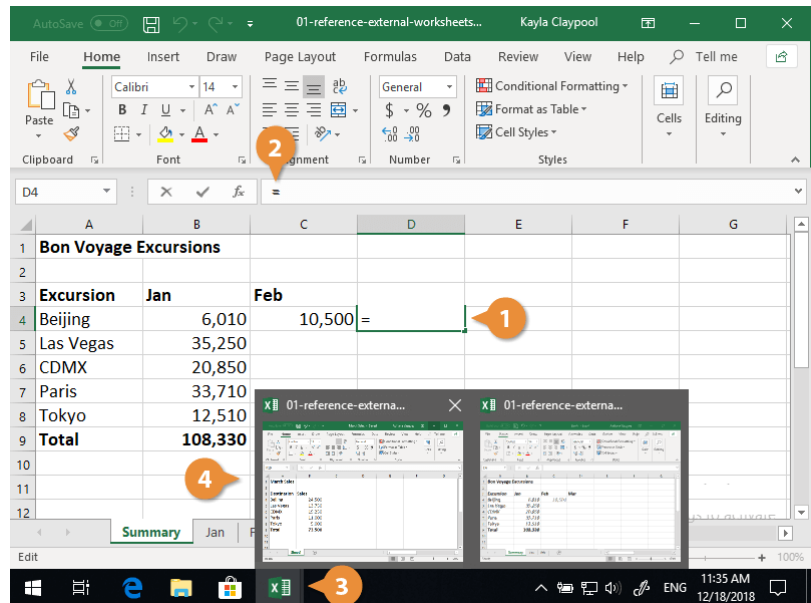 AutoSave Off 01-reference-external-worksheets... Kayla Claypool
File Home Insert Draw Page Layout Formulas Data Review View Help Tell me
Calibri 14 General Conditional Formatting
Paste B I U A A $ % Format as Table Cells Editing
Cell Styles
2
Clipboard Font Alignment Number Styles
D4 fx =
A B C D E F G
1 Bon Voyage Excursions
2
3 Excursion Jan Feb
4 Beijing 6,010 10,500 = 1
5 Las Vegas 35,250
6 CDMX 20,850
7 Paris 33,710
8 Tokyo 12,510
9 Total 108,330
10
11
12
01-reference-externa... 01-reference-externa...
4
Summary Jan F
Edit 100%
3
ENG 11:35 AM
12/18/2018